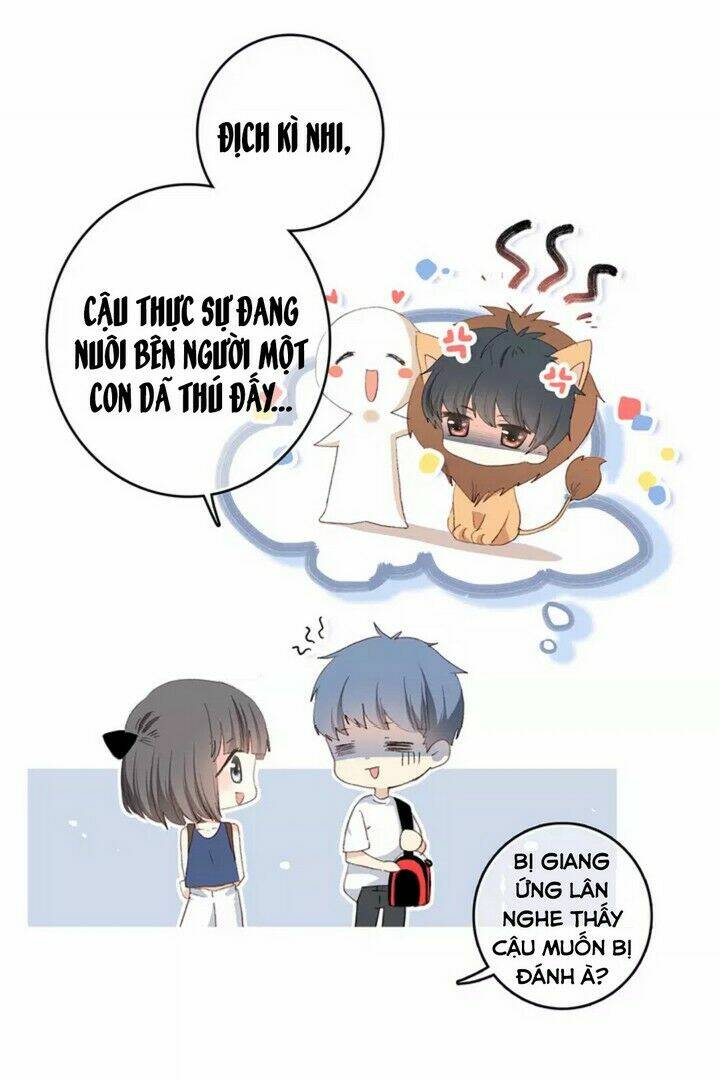 ĐỊCH KÌ NHI,
CẬU THỰC SỰ ĐANG
NUÔI BÊN NGƯỜI MỘT
CON DÃ THÚ ĐẤY...
BỊ GIANG
ỨNG LÂN
NGHE THẤY
CẬU MUỐN BỊ
ĐÁNH À?